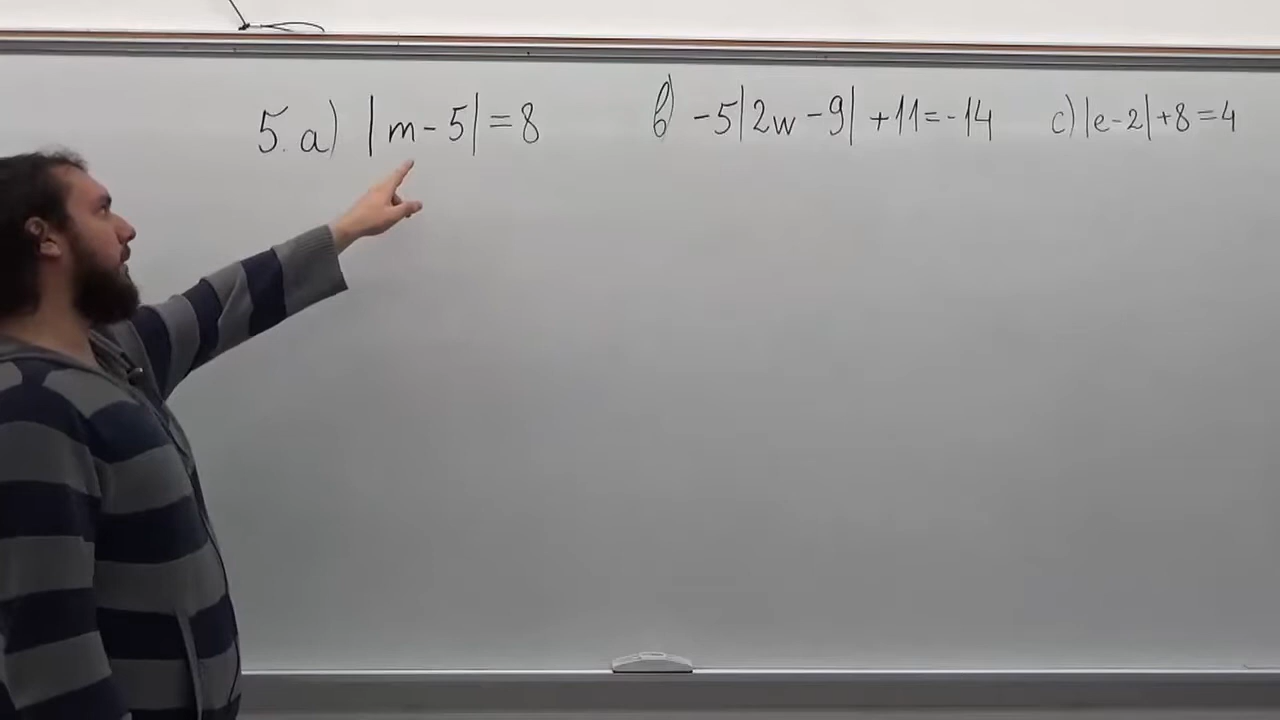 5. a) |m-5|=8
b) -5|2w-9|+11=-14
c) |e-2|+8=4